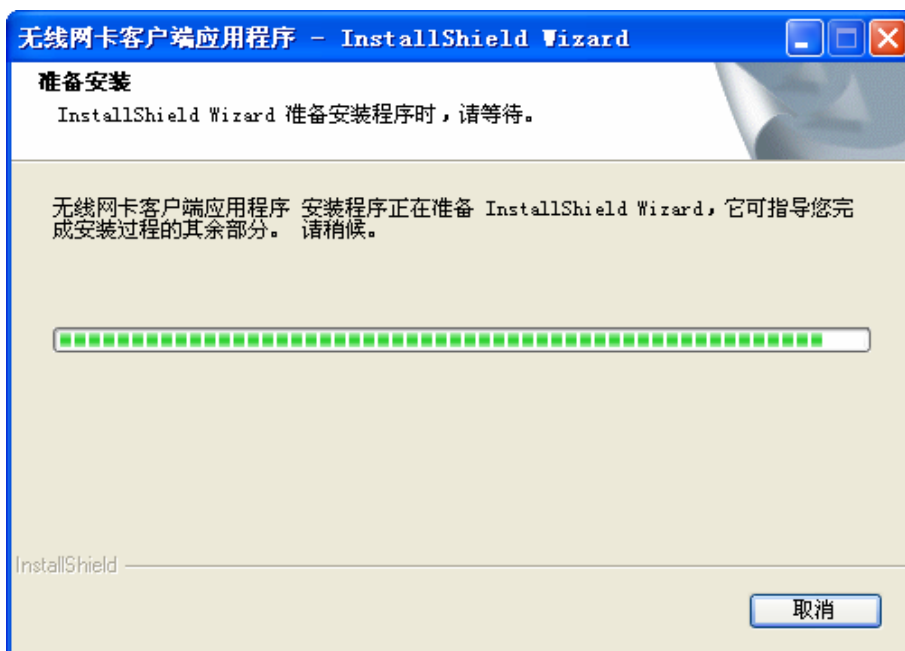 无线网卡客户端应用程序 - InstallShield Wizard
准备安装
InstallShield Wizard 准备安装程序时，请等待。
无线网卡客户端应用程序 安装程序正在准备 InstallShield Wizard，它可指导您完
成安装过程的其余部分。 请稍候。
InstallShield
取消